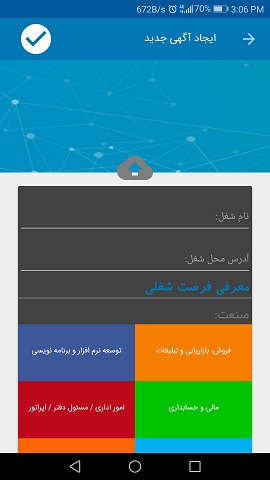 672B/s 70% 3:06 PM
ایجاد آگهی جدید
نام شغل:
آدرس محل شغل:
معرفی فرصت شغلی
صنعت:
فروش، بازاریابی و تبلیغات
توسعه نرم افزار و برنامه نویسی
مالی و حسابداری
امور اداری / مسئول دفتر / اپراتور